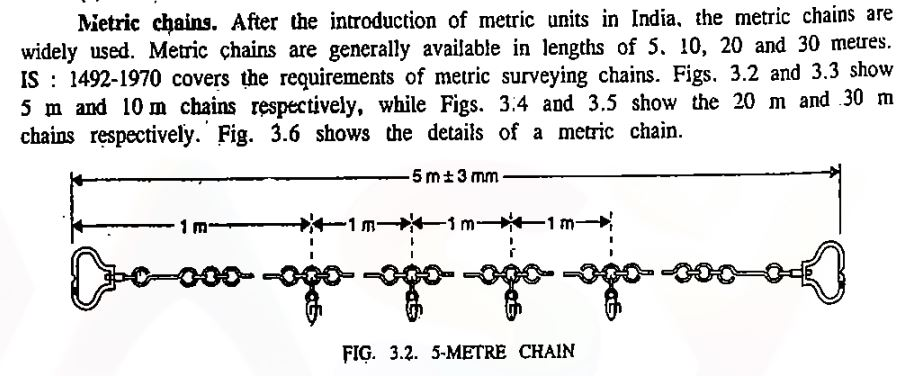 Metric chains. After the introduction of metric units in India, the metric chains are
widely used. Metric chains are generally available in lengths of 5, 10, 20 and 30 metres.
IS : 1492-1970 covers the requirements of metric surveying chains. Figs. 3.2 and 3.3 show
5 m and 10 m chains respectively, while Figs. 3.4 and 3.5 show the 20 m and 30 m
chains respectively. Fig. 3.6 shows the details of a metric chain.
5 m ± 3 mm
1 m 1 m 1 m 1 m
FIG. 3.2. 5-METRE CHAIN